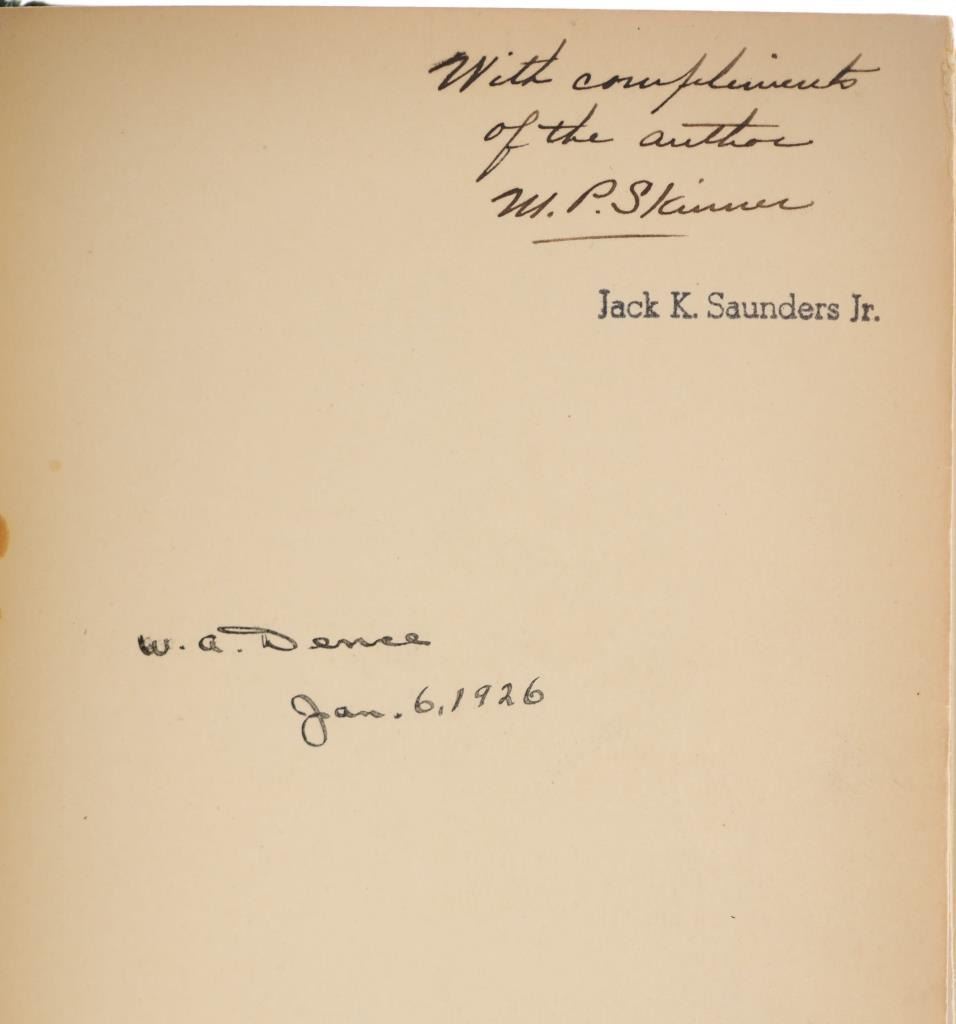 With compliments
of the author
M. P. Skinner
Jack K. Saunders Jr.
W. A. Dence
Jan. 6, 1926